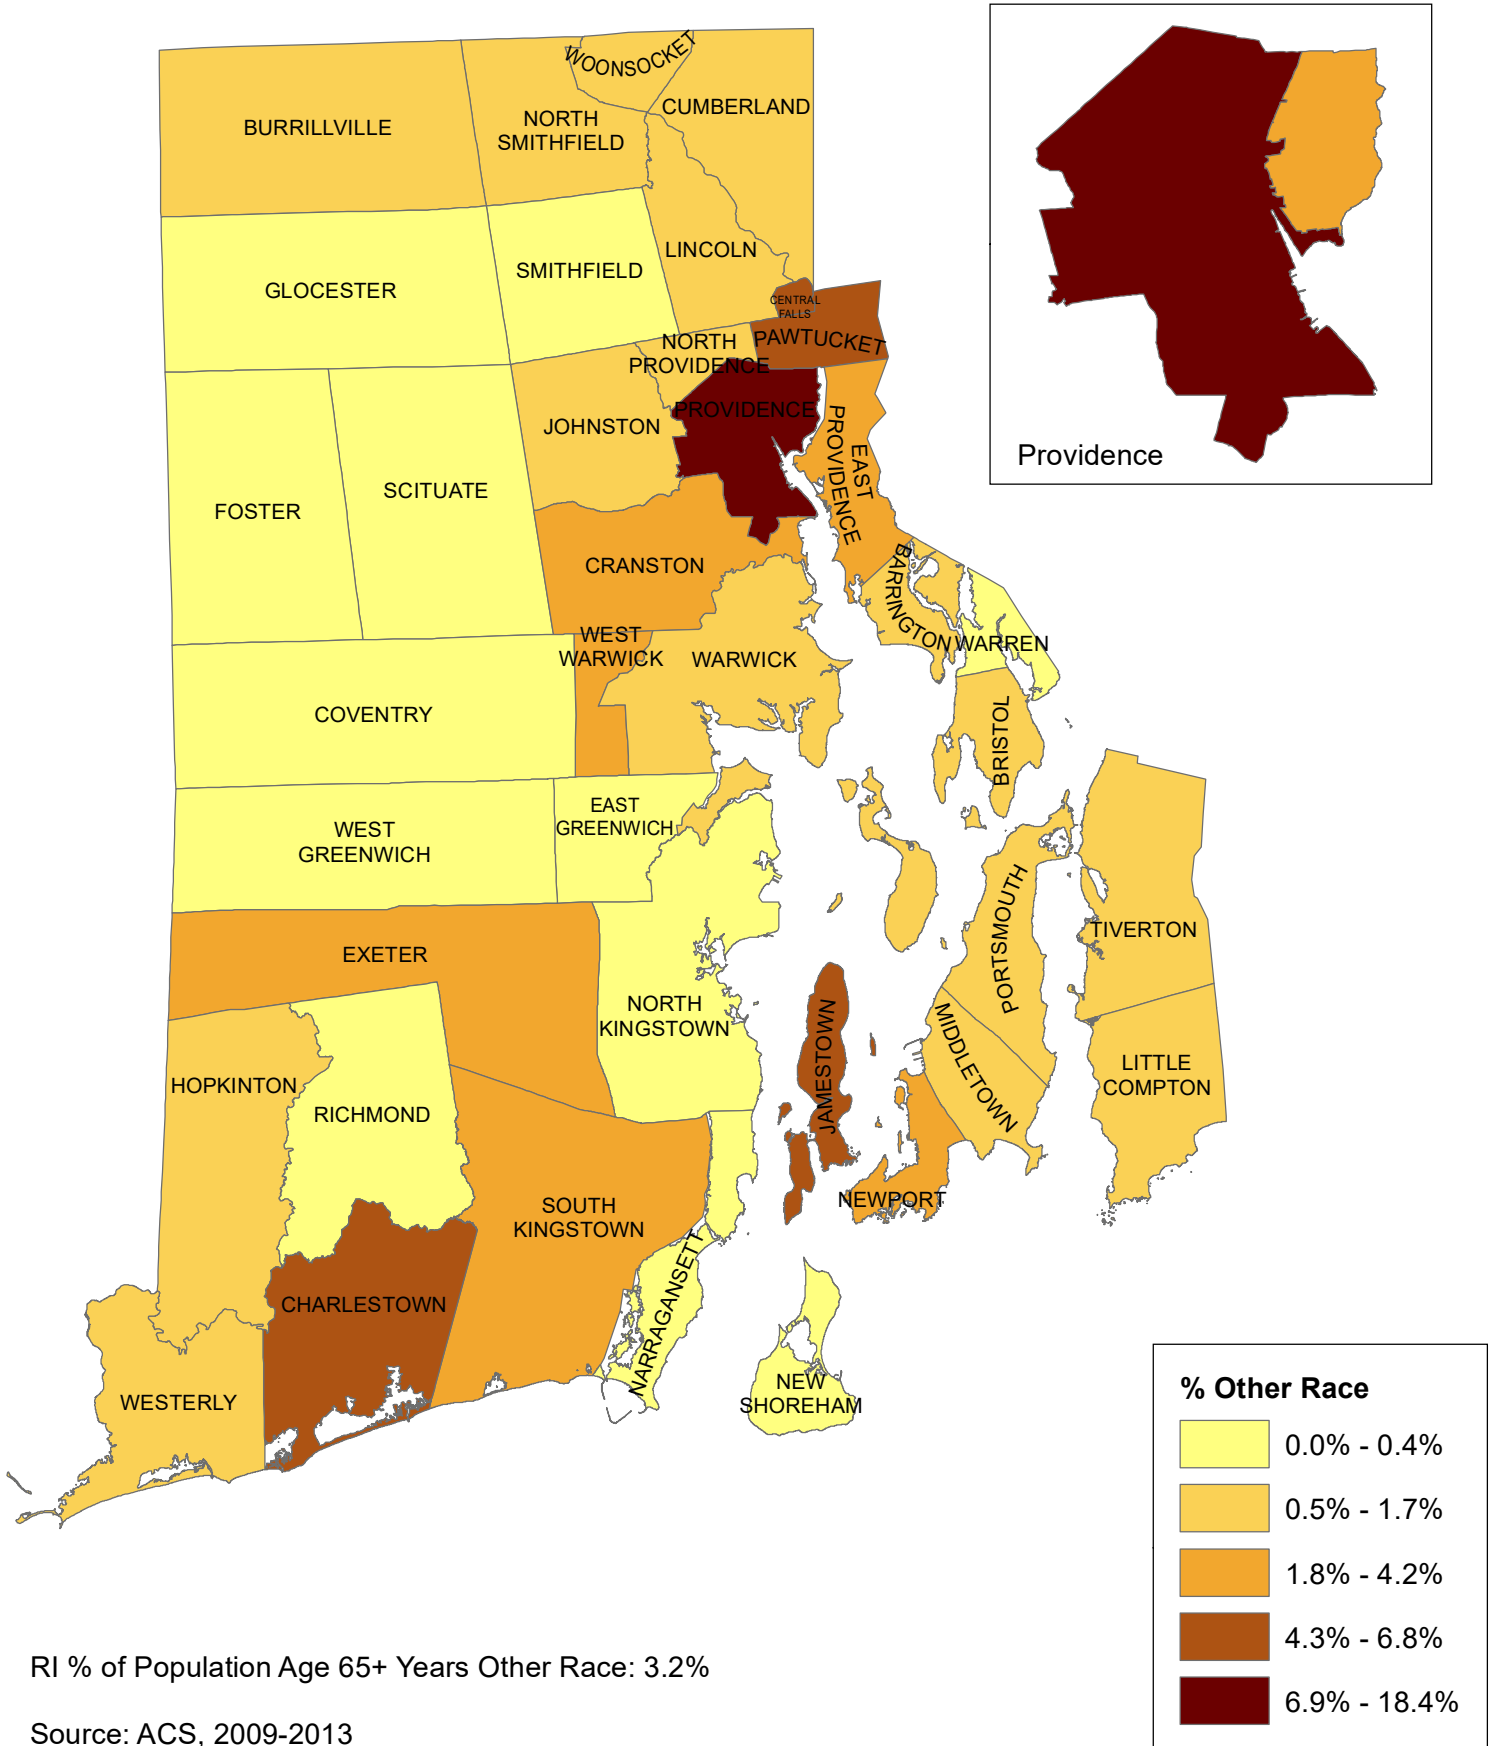 WOONSOCKET
CUMBERLAND
BURRILLVILLE
NORTH
SMITHFIELD
LINCOLN
SMITHFIELD
GLOCESTER
CENTRAL
FALLS
PAWTUCKET
NORTH
PROVIDENCE
PROVIDENCE
JOHNSTON
EAST
PROVIDENCE
Providence
SCITUATE
FOSTER
CRANSTON
BARRINGTON
WARREN
WEST
WARWICK
WARWICK
COVENTRY
BRISTOL
EAST
GREENWICH
WEST
GREENWICH
PORTSMOUTH
TIVERTON
EXETER
NORTH
KINGSTOWN
JAMESTOWN
MIDDLETOWN
LITTLE
COMPTON
HOPKINTON
RICHMOND
SOUTH
KINGSTOWN
NEWPORT
CHARLESTOWN
NARRAGANSETT
WESTERLY
NEW
SHOREHAM
% Other Race
0.0% - 0.4%
0.5% - 1.7%
1.8% - 4.2%
4.3% - 6.8%
6.9% - 18.4%
RI % of Population Age 65+ Years Other Race: 3.2%
Source: ACS, 2009-2013